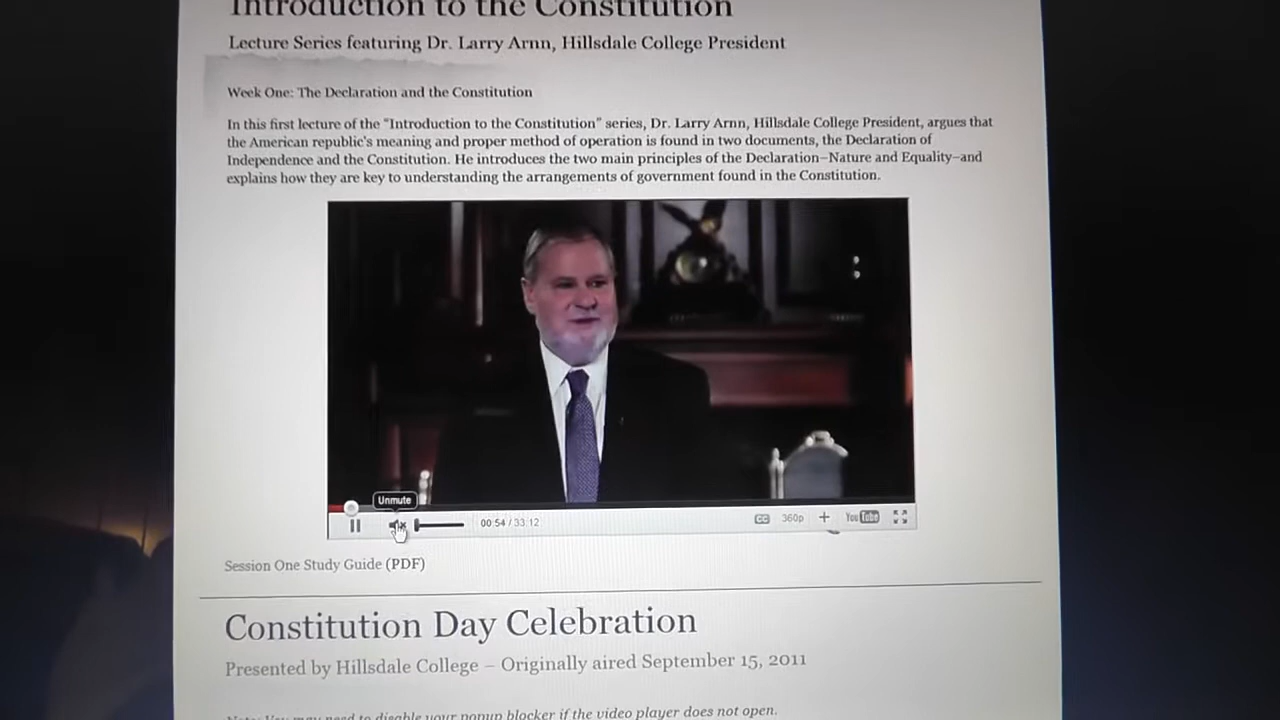 Introduction to the Constitution
Lecture Series featuring Dr. Larry Arnn, Hillsdale College President
Week One: The Declaration and the Constitution
In this first lecture of the "Introduction to the Constitution" series, Dr. Larry Arnn, Hillsdale College President, argues that
the American republic's meaning and proper method of operation is found in two documents, the Declaration of
Independence and the Constitution. He introduces the two main principles of the Declaration–Nature and Equality–and
explains how they are key to understanding the arrangements of government found in the Constitution.
Unmute
00:54 / 33:12
CC 360p + YouTube
Session One Study Guide (PDF)
Constitution Day Celebration
Presented by Hillsdale College – Originally aired September 15, 2011
Note: You may need to disable your popup blocker if the video player does not open.